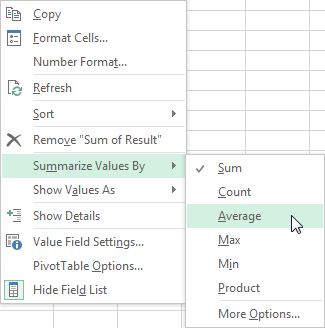 Copy
Format Cells...
Number Format...
Refresh
Sort
Remove "Sum of Result"
Summarize Values By
Show Values As
Show Details
Value Field Settings...
PivotTable Options...
Hide Field List
Sum
Count
Average
Max
Min
Product
More Options...